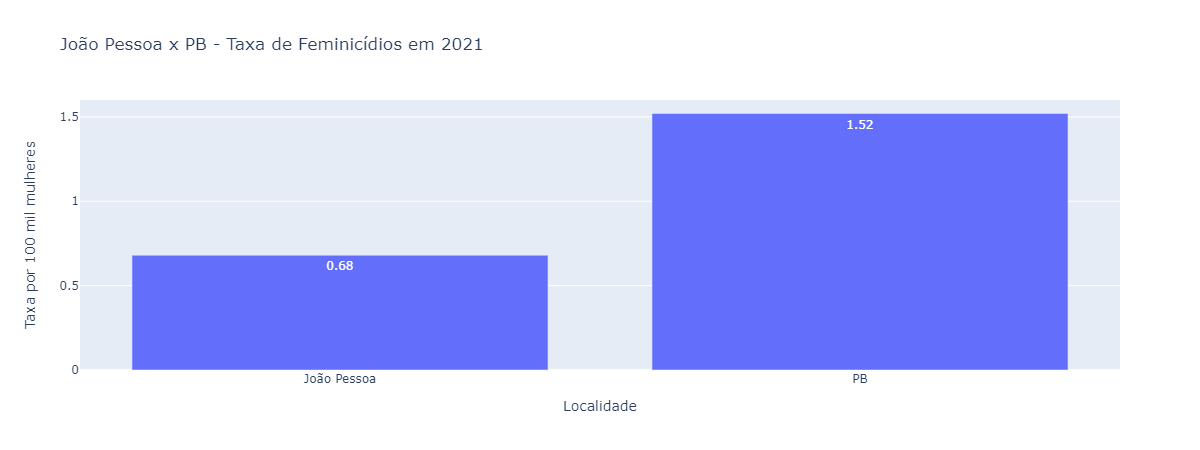 João Pessoa x PB - Taxa de Feminicídios em 2021
Taxa por 100 mil mulheres
1.5
1
0.5
0
1.52
0.68
João Pessoa
PB
Localidade